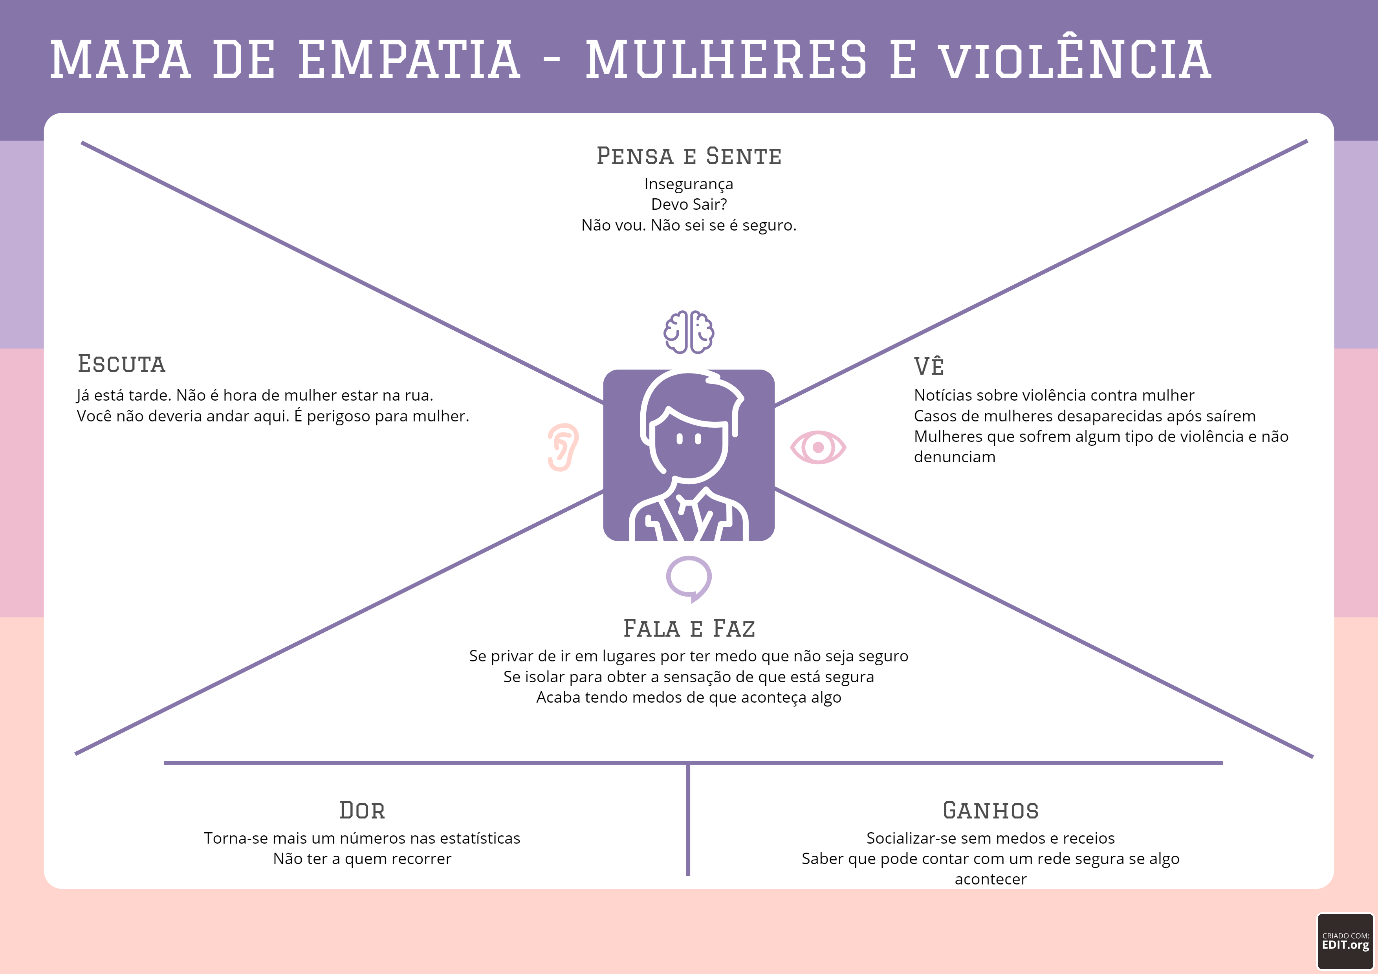 MAPA DE EMPATIA - MULHERES E VIOLÊNCIA
PENSA E SENTE
Insegurança
Devo Sair?
Não vou. Não sei se é seguro.
ESCUTA
Já está tarde. Não é hora de mulher estar na rua.
Você não deveria andar aqui. É perigoso para mulher.
VÊ
Notícias sobre violência contra mulher
Casos de mulheres desaparecidas após saírem
Mulheres que sofrem algum tipo de violência e não
denunciam
FALA E FAZ
Se privar de ir em lugares por ter medo que não seja seguro
Se isolar para obter a sensação de que está segura
Acaba tendo medos de que aconteça algo
DOR
Torna-se mais um números nas estatísticas
Não ter a quem recorrer
GANHOS
Socializar-se sem medos e receios
Saber que pode contar com um rede segura se algo
acontecer
CRIADO COM:
EDIT.org